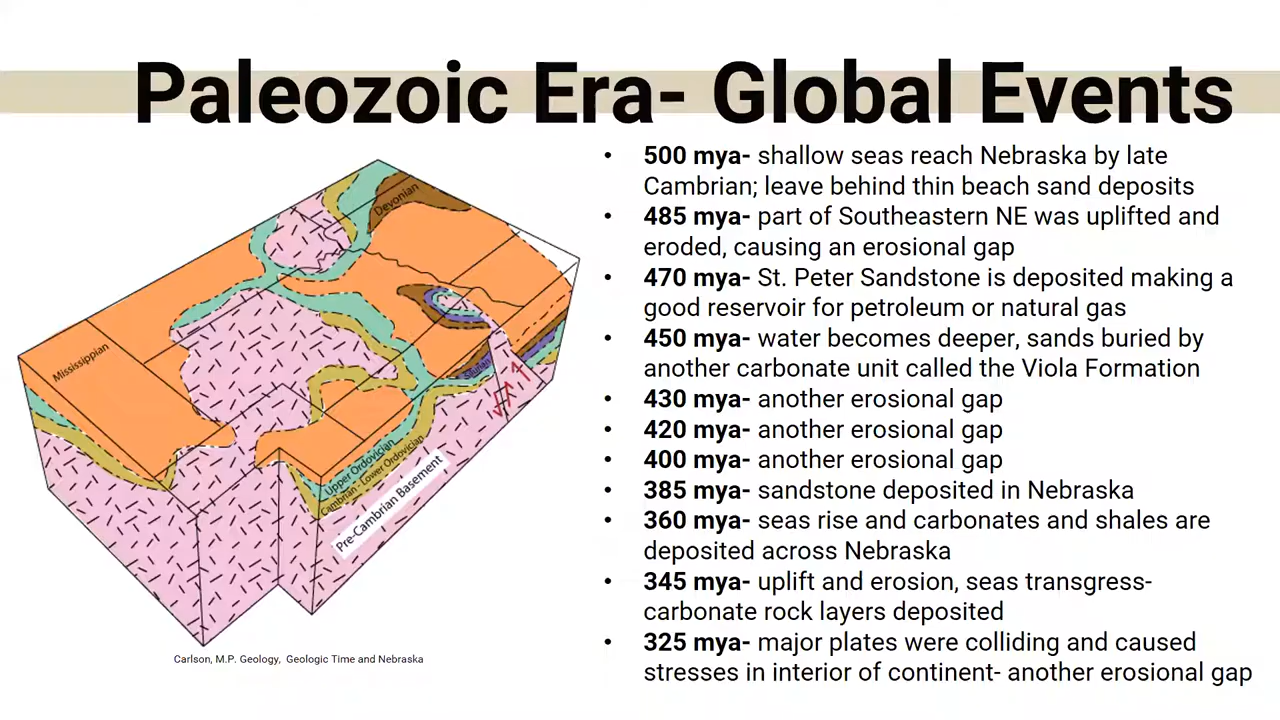 Paleozoic Era- Global Events
• 500 mya- shallow seas reach Nebraska by late
Cambrian; leave behind thin beach sand deposits
• 485 mya- part of Southeastern NE was uplifted and
eroded, causing an erosional gap
• 470 mya- St. Peter Sandstone is deposited making a
good reservoir for petroleum or natural gas
• 450 mya- water becomes deeper, sands buried by
another carbonate unit called the Viola Formation
• 430 mya- another erosional gap
• 420 mya- another erosional gap
• 400 mya- another erosional gap
• 385 mya- sandstone deposited in Nebraska
• 360 mya- seas rise and carbonates and shales are
deposited across Nebraska
• 345 mya- uplift and erosion, seas transgress-
carbonate rock layers deposited
• 325 mya- major plates were colliding and caused
stresses in interior of continent- another erosional gap
Devonian
Mississippian
Silurian
Upper Ordovician
Cambrian - Lower Ordovician
Pre-Cambrian Basement
Carlson, M.P. Geology, Geologic Time and Nebraska